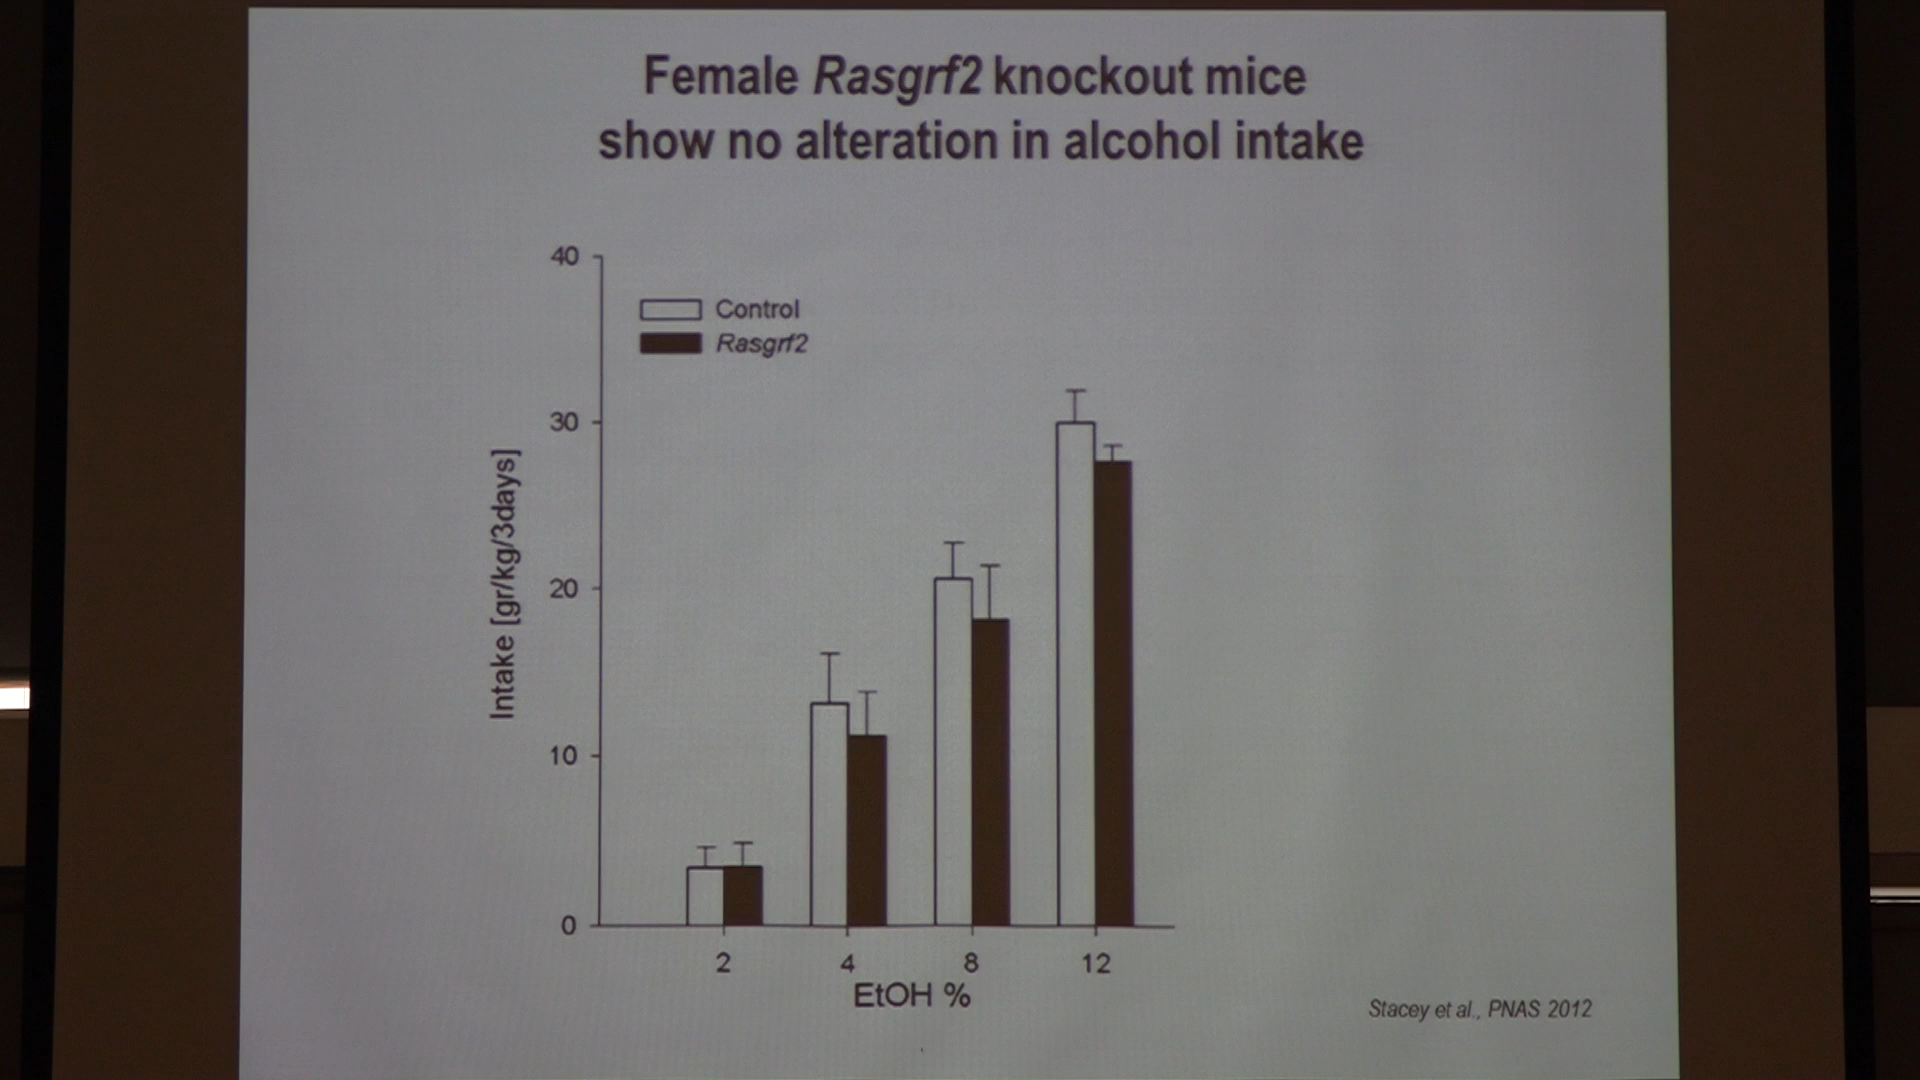 Female Rasgrf2 knockout mice
show no alteration in alcohol intake
40
Control
Rasgrf2
30
Intake [gr/kg/3days]
20
10
0
2 4 8 12
EtOH %
Stacey et al., PNAS 2012